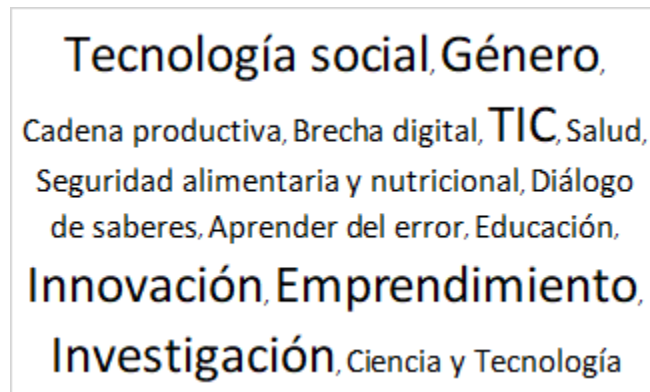 Tecnología social, Género,
Cadena productiva, Brecha digital, TIC, Salud,
Seguridad alimentaria y nutricional, Diálogo
de saberes, Aprender del error, Educación,
Innovación, Emprendimiento,
Investigación, Ciencia y Tecnología